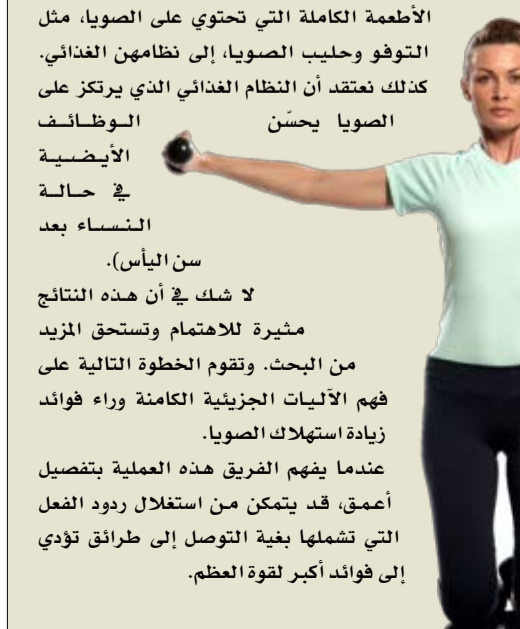 الأطعمة الكاملة التي تحتوي على الصويا، مثل
التوفو وحليب الصويا، إلى نظامهن الغذائي.
كذلك نعتقد أن النظام الغذائي الذي يرتكز على
الصويا يحسّن الوظائف
الأيضية
في حالة
النساء بعد
سن اليأس).
لا شك في أن هذه النتائج
مثيرة للاهتمام وتستحق المزيد
من البحث. وتقوم الخطوة التالية على
فهم الآليات الجزيئية الكامنة وراء فوائد
زيادة استهلاك الصويا.
عندما يفهم الفريق هذه العملية بتفصيل
أعمق، قد يتمكن من استغلال ردود الفعل
التي تشملها بغية التوصل إلى طرائق تؤدي
إلى فوائد أكبر لقوة العظم.